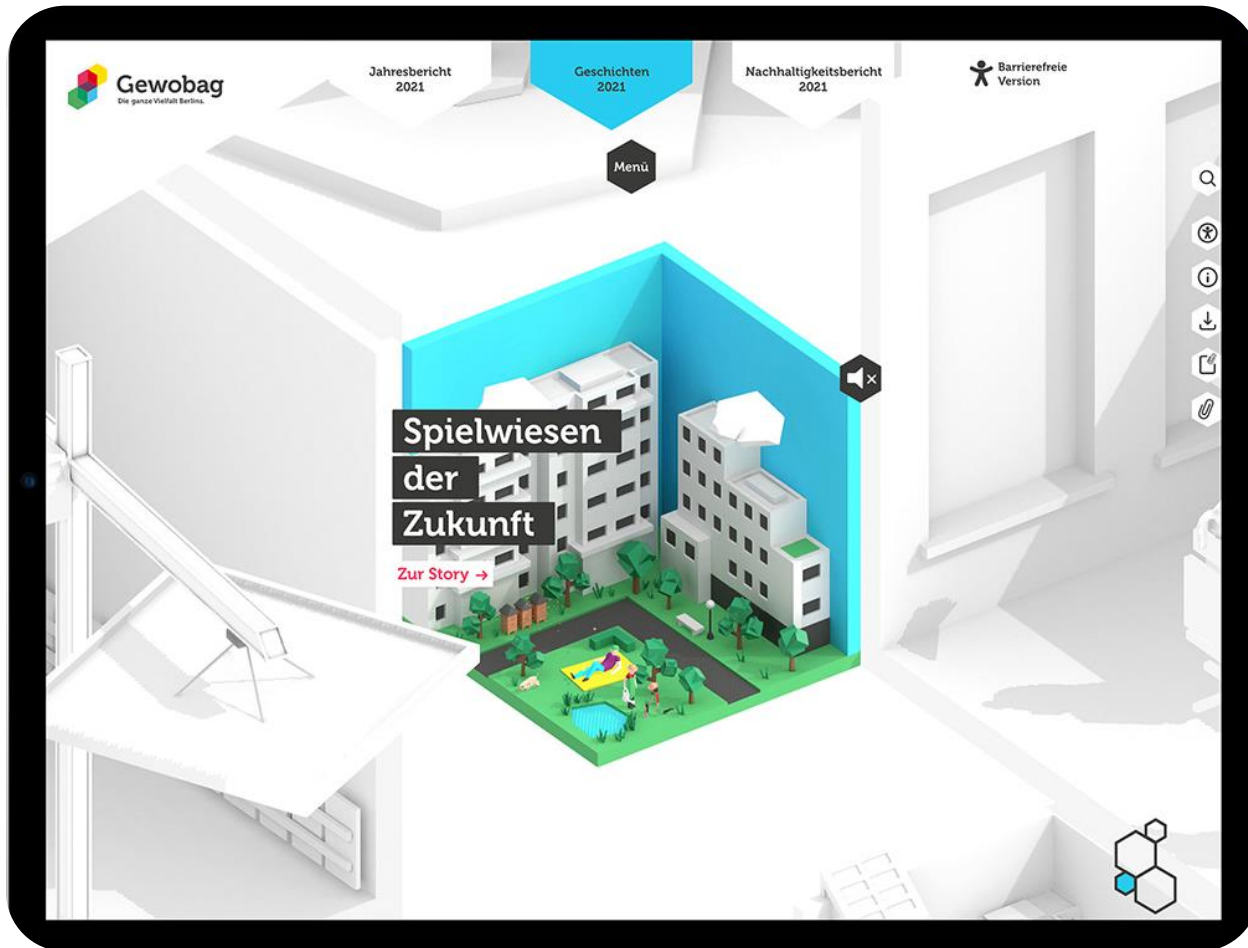 Gewobag
Die ganze Vielfalt Berlins.
Jahresbericht
2021
Geschichten
2021
Nachhaltigkeitsbericht
2021
Barrierefreie
Version
Menü
Spielwiesen
der
Zukunft
Zur Story →